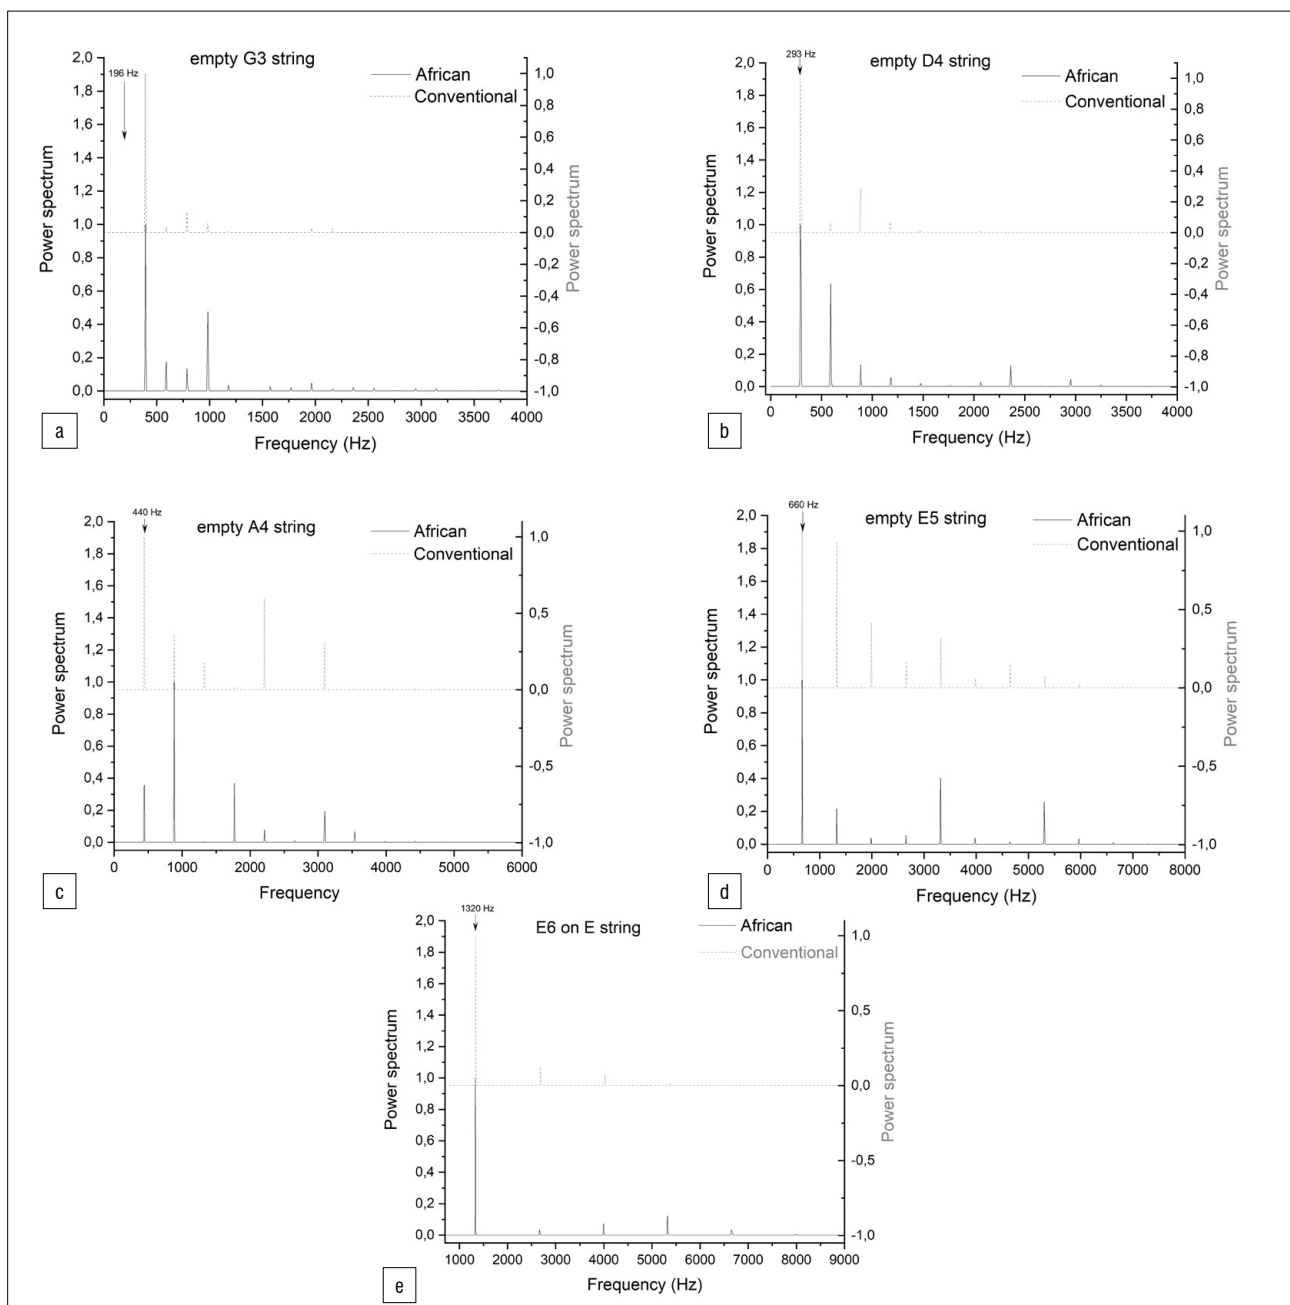 empty G3 string
196 Hz
African
Conventional
2,0
1,8
1,6
1,4
1,2
1,0
0,8
0,6
0,4
0,2
0,0
Power spectrum
1,0
0,8
0,6
0,4
0,2
0,0
-0,2
-0,4
-0,6
-0,8
-1,0
Power spectrum
0 500 1000 1500 2000 2500 3000 3500 4000
Frequency (Hz)
a
293 Hz
empty D4 string
African
Conventional
2,0
1,8
1,6
1,4
1,2
1,0
0,8
0,6
0,4
0,2
0,0
Power spectrum
1,0
0,8
0,6
0,4
0,2
0,0
-0,2
-0,4
-0,6
-0,8
-1,0
Power spectrum
0 500 1000 1500 2000 2500 3000 3500 4000
Frequency (Hz)
b
440 Hz
empty A4 string
African
Conventional
2,0
1,8
1,6
1,4
1,2
1,0
0,8
0,6
0,4
0,2
0,0
Power spectrum
1,0
0,5
0,0
-0,5
-1,0
Power spectrum
0 1000 2000 3000 4000 5000 6000
Frequency
c
660 Hz
empty E5 string
African
Conventional
2,0
1,8
1,6
1,4
1,2
1,0
0,8
0,6
0,4
0,2
0,0
Power spectrum
1,0
0,5
0,0
-0,5
-1,0
Power spectrum
0 1000 2000 3000 4000 5000 6000 7000 8000
Frequency (Hz)
d
1320 Hz
E6 on E string
African
Conventional
2,0
1,8
1,6
1,4
1,2
1,0
0,8
0,6
0,4
0,2
0,0
Power spectrum
1,0
0,5
0,0
-0,5
-1,0
Power spectrum
1000 2000 3000 4000 5000 6000 7000 8000 9000
Frequency (Hz)
e